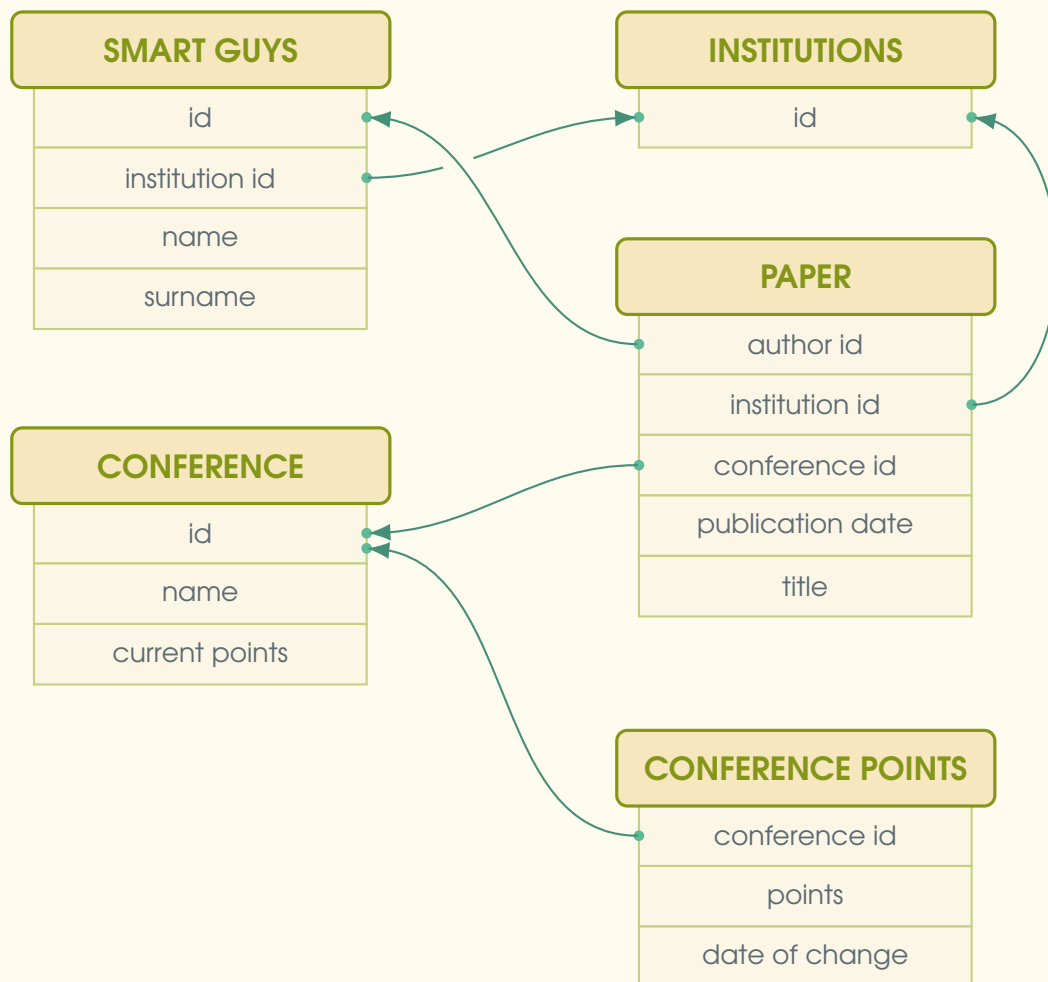 SMART GUYS
id
institution id
name
surname
INSTITUTIONS
id
PAPER
author id
institution id
conference id
publication date
title
CONFERENCE
id
name
current points
CONFERENCE POINTS
conference id
points
date of change